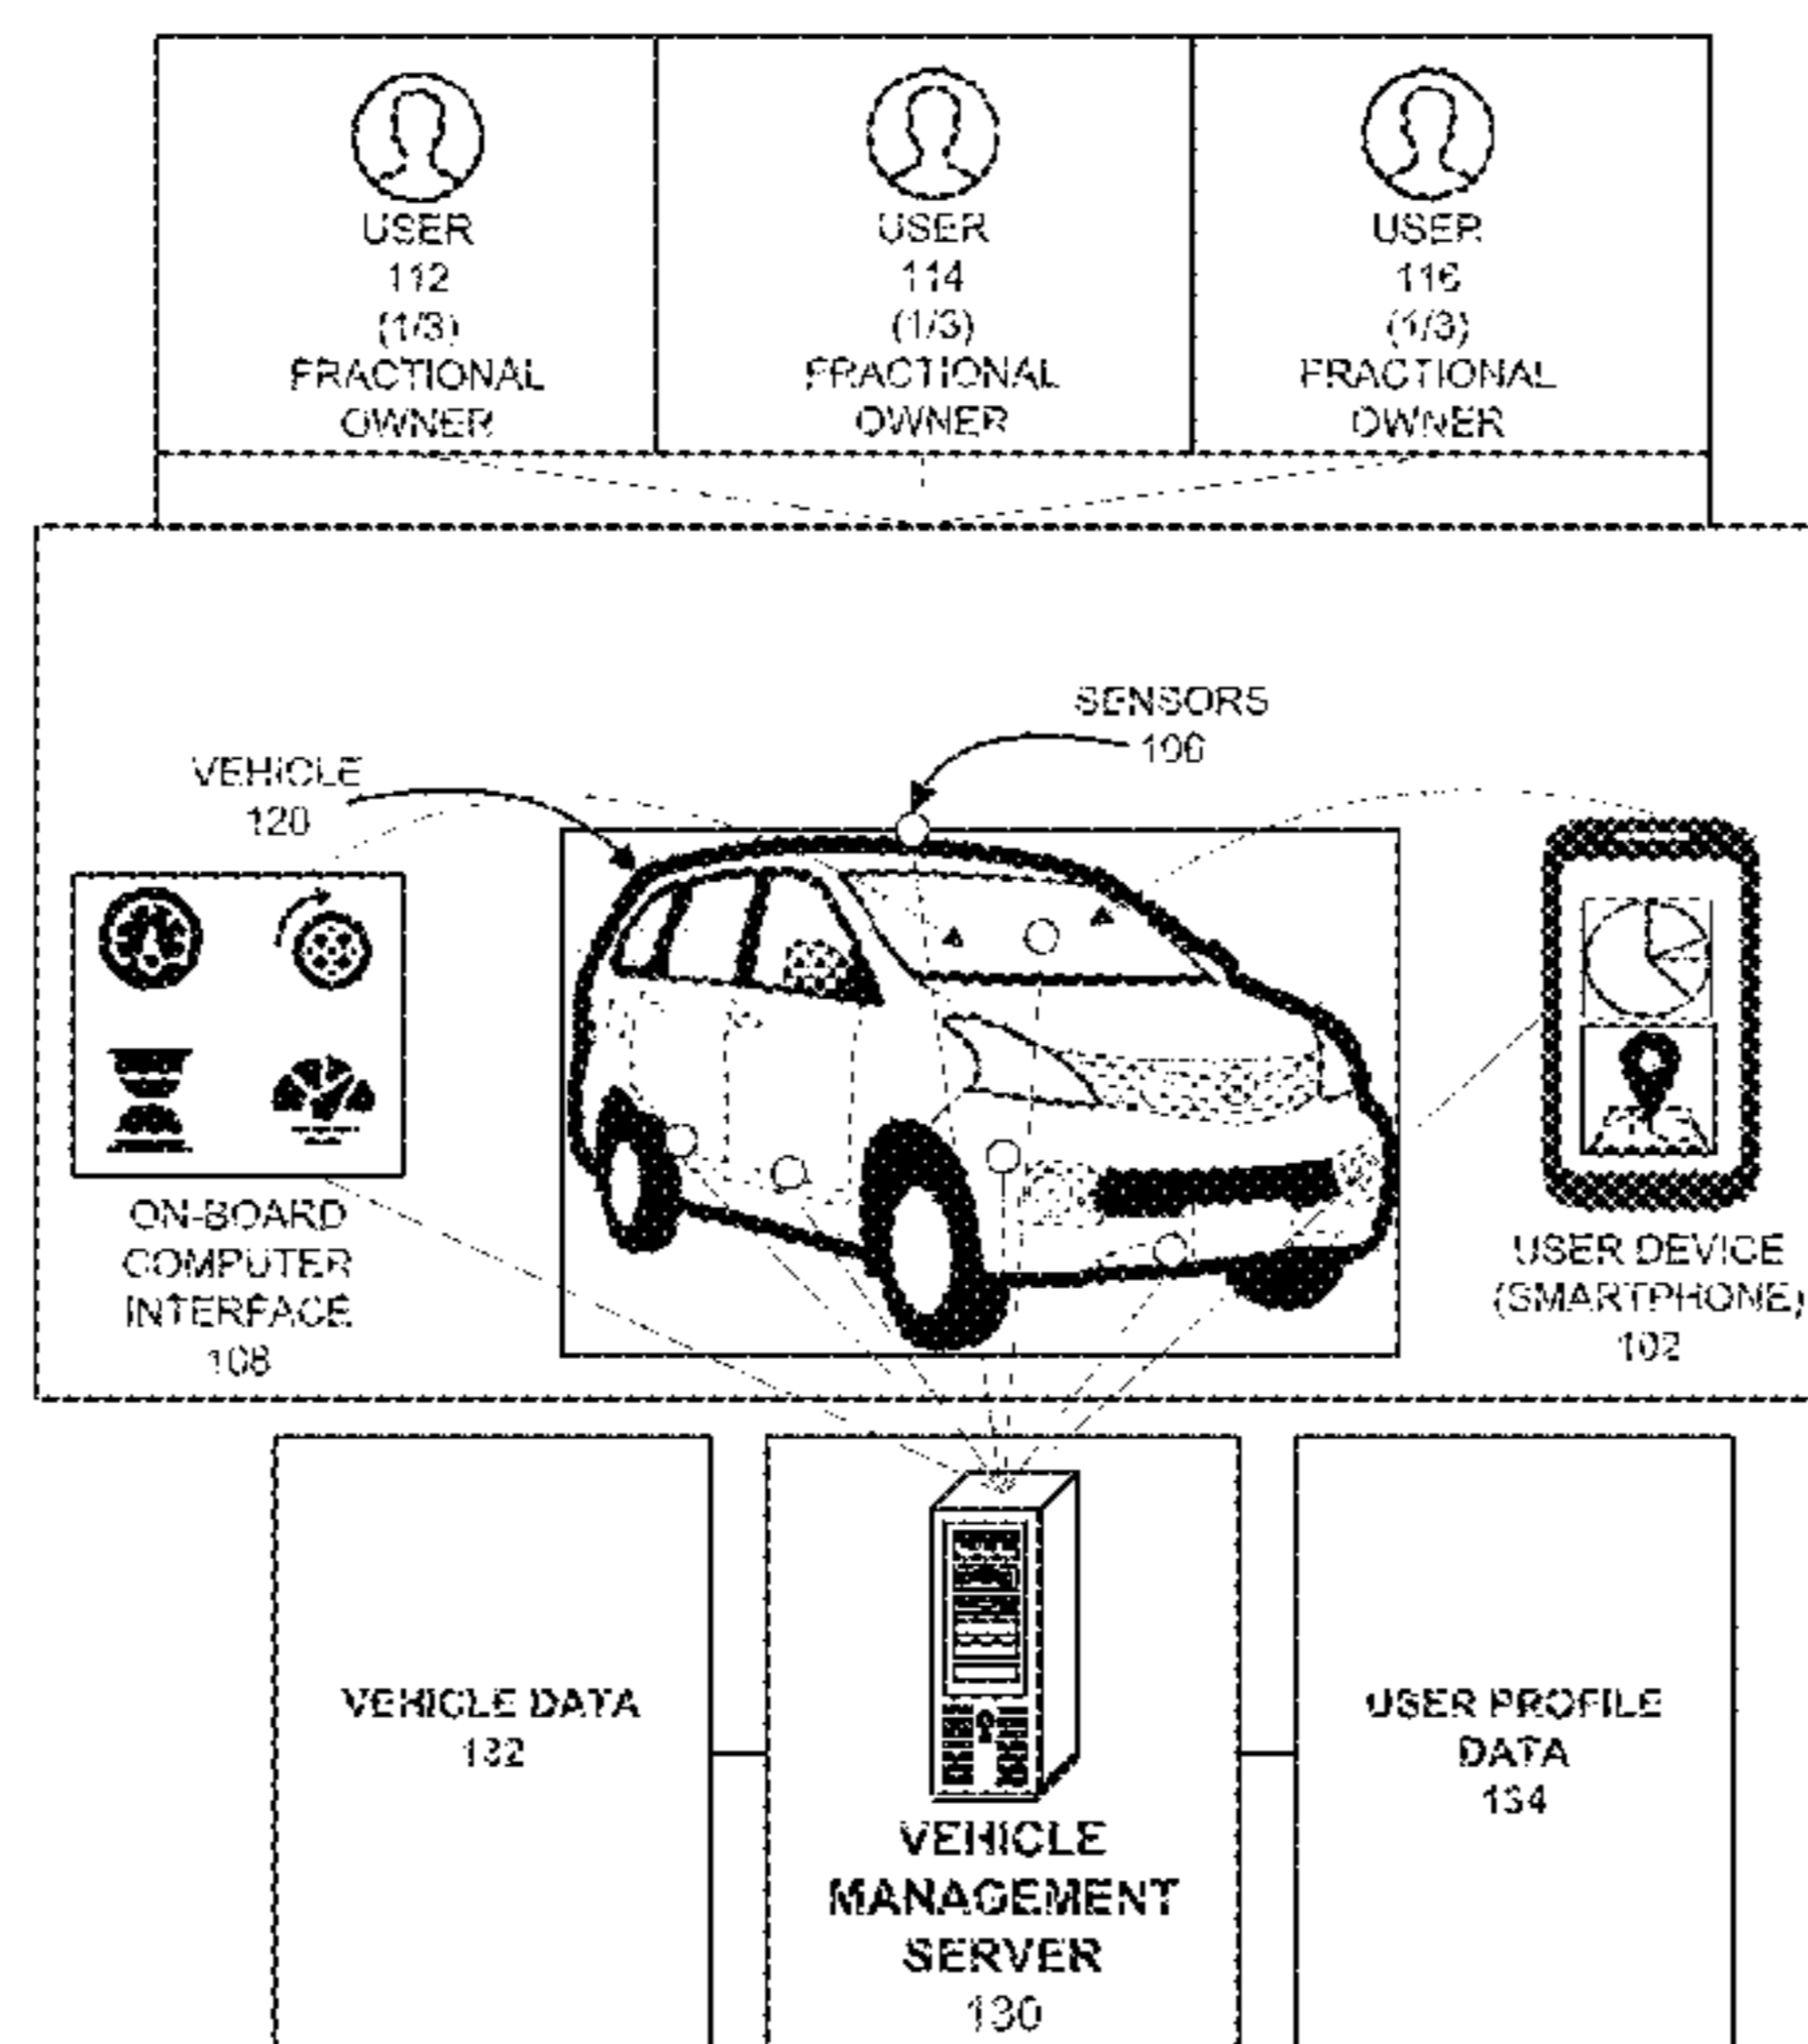 USER
112
(1/3)
FRACTIONAL
OWNER
USER
114
(1/3)
FRACTIONAL
OWNER
USER
116
(1/3)
FRACTIONAL
OWNER
SENSORS
106
VEHICLE
120
ON-BOARD
COMPUTER
INTERFACE
108
USER DEVICE
(SMARTPHONE)
102
VEHICLE DATA
132
VEHICLE
MANAGEMENT
SERVER
130
USER PROFILE
DATA
134